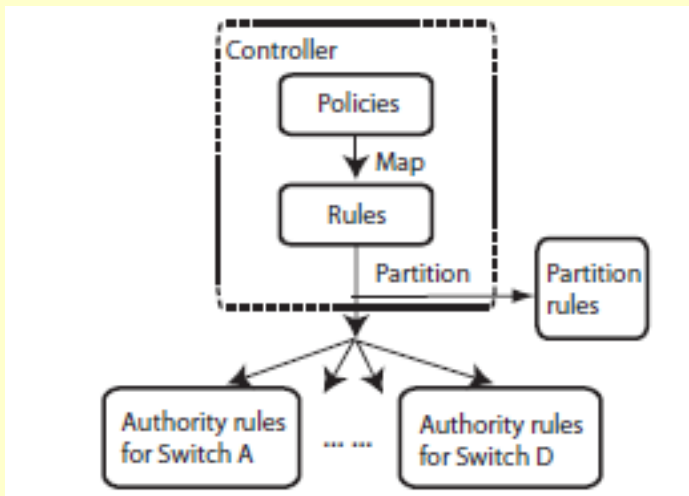 Controller
Policies
Map
Rules
Partition
Partition
rules
Authority rules
for Switch A
... ...
Authority rules
for Switch D